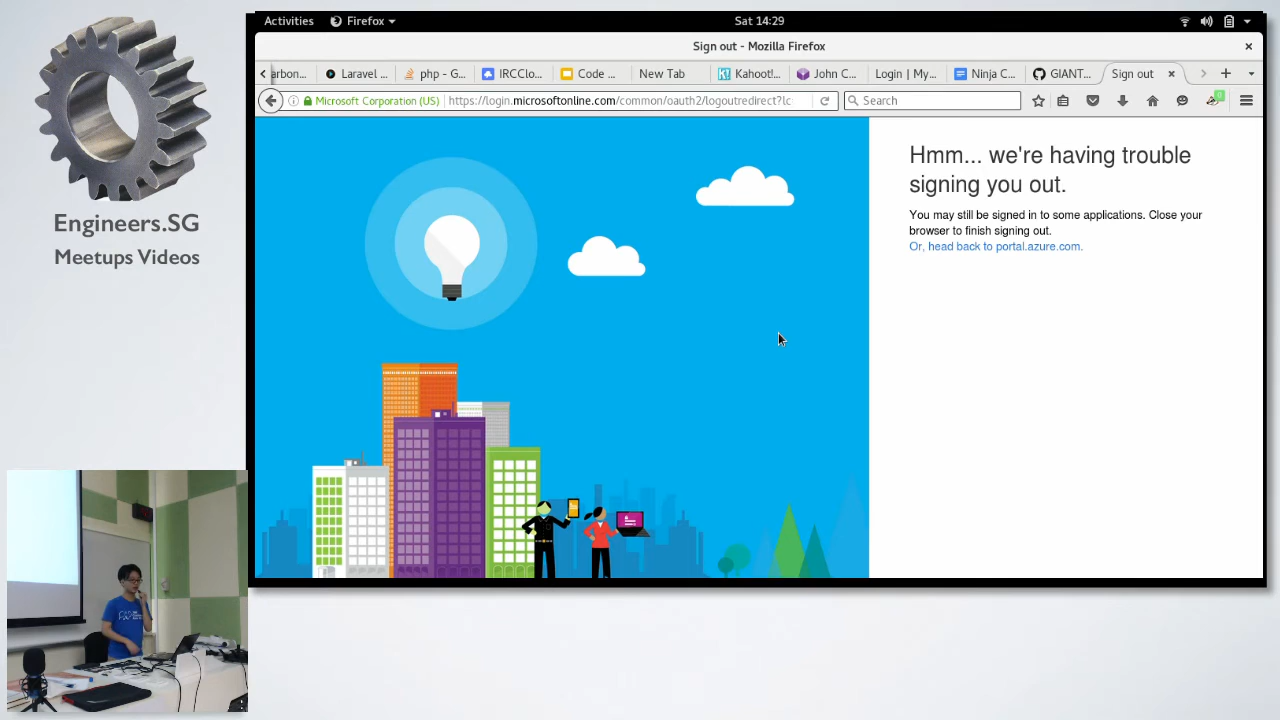 Engineers.SG
Meetups Videos
Activities
Firefox
Sat 14:29
Sign out - Mozilla Firefox
arbon...
Laravel ...
php - G...
IRCClo...
Code ...
New Tab
Kahoot!...
John C...
Login | My...
Ninja C...
GIANT...
Sign out
Microsoft Corporation (US)
https://login.microsoftonline.com/common/oauth2/logoutredirect?lc
Search
0
Hmm... we're having trouble
signing you out.
You may still be signed in to some applications. Close your
browser to finish signing out.
Or, head back to portal.azure.com.